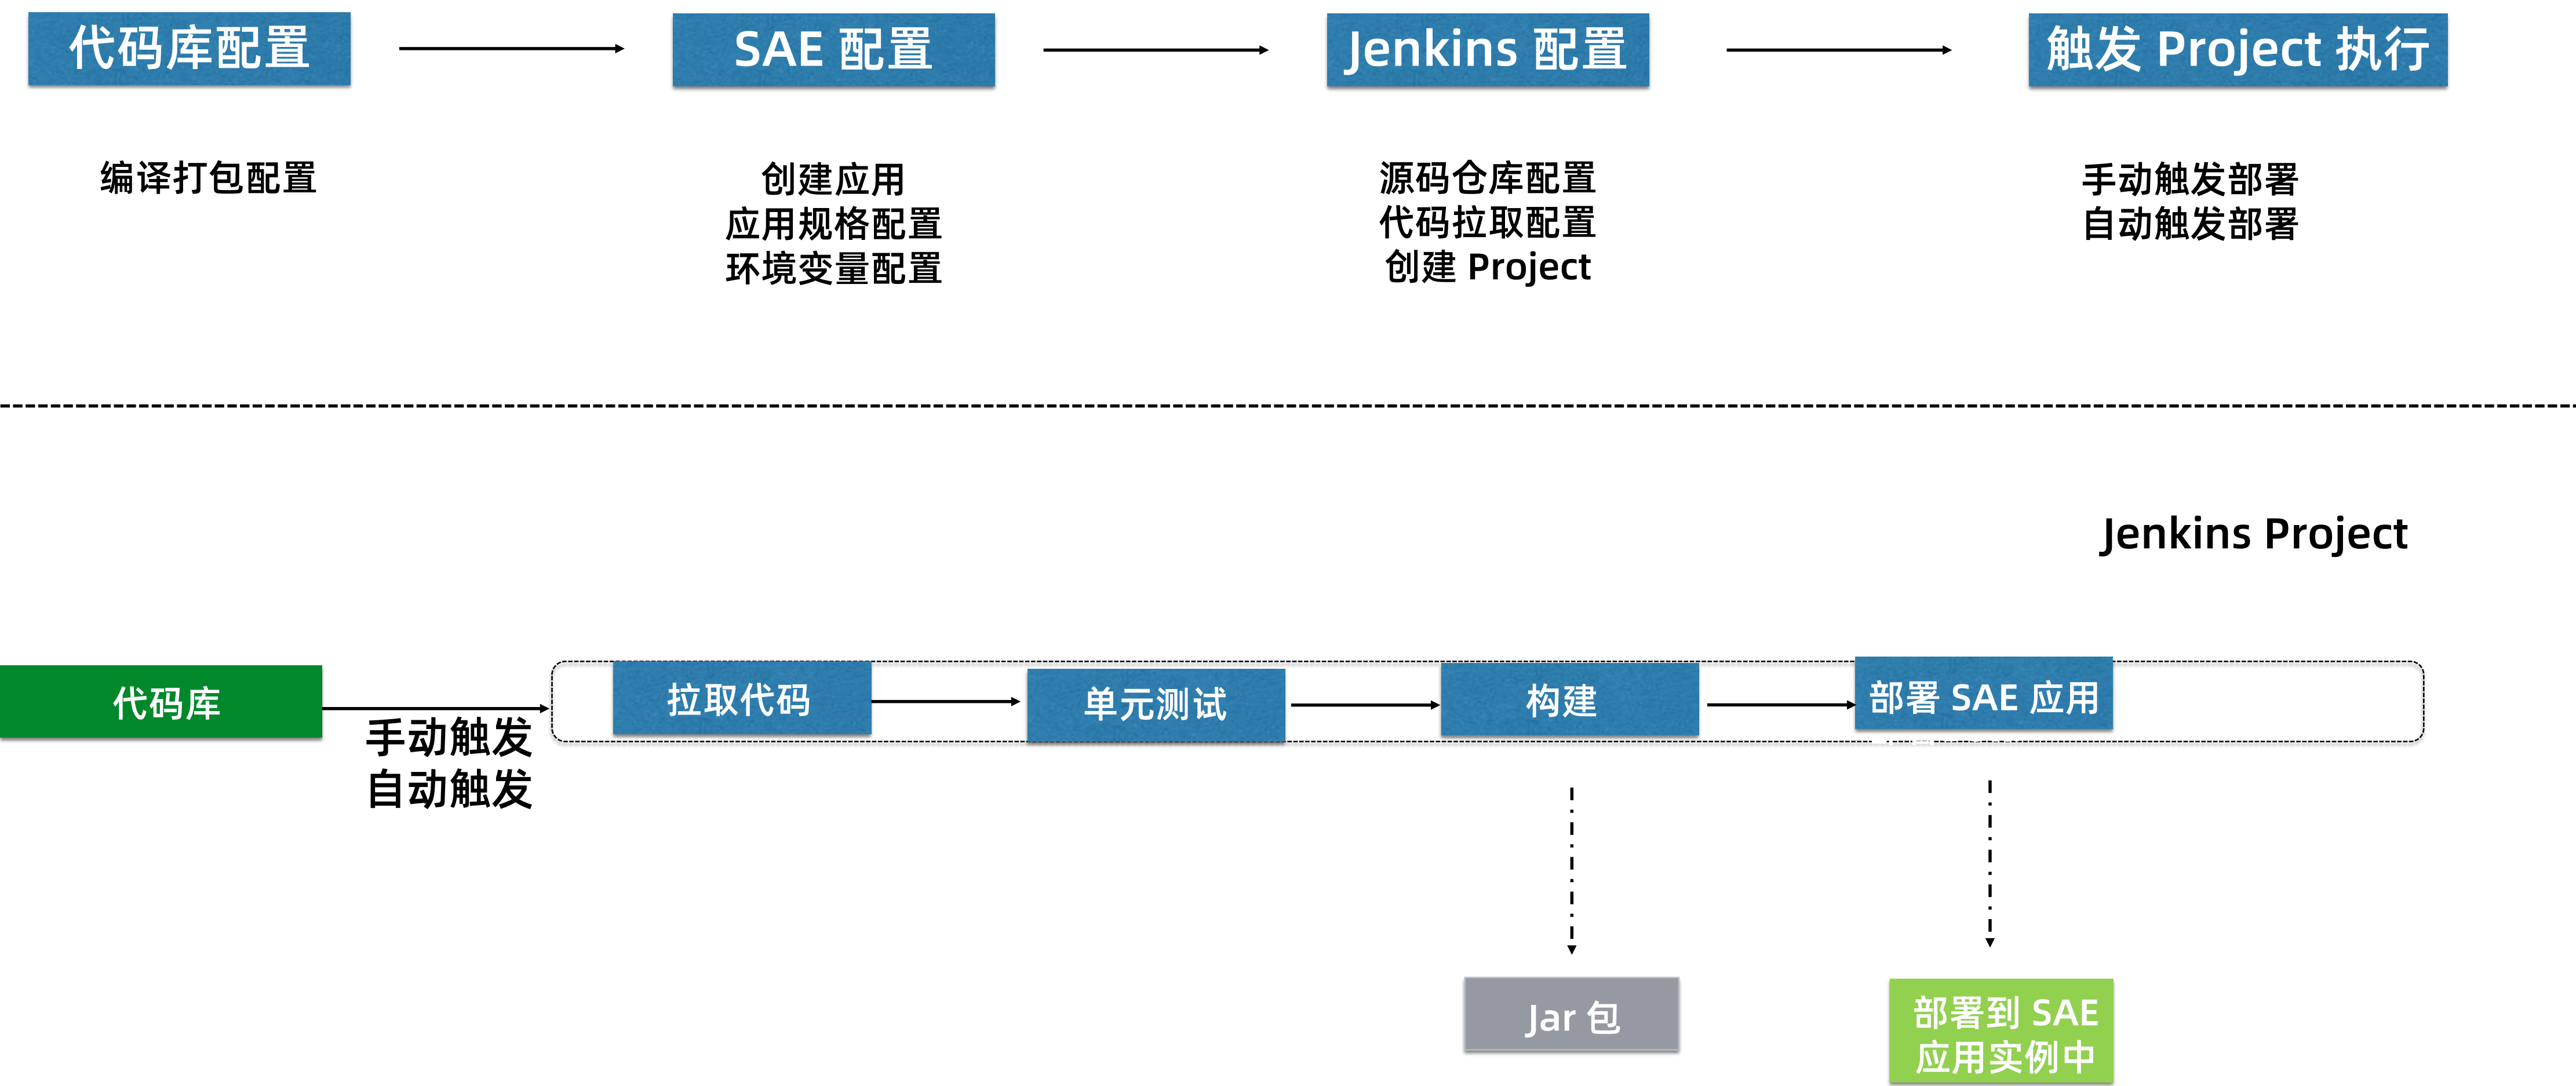 代码库配置
SAE 配置
Jenkins 配置
触发 Project 执行
编译打包配置
创建应用
应用规格配置
环境变量配置
源码仓库配置
代码拉取配置
创建 Project
手动触发部署
自动触发部署
Jenkins Project
代码库
手动触发
自动触发
拉取代码
单元测试
构建
部署 SAE 应用
Jar 包
部署到 SAE
应用实例中